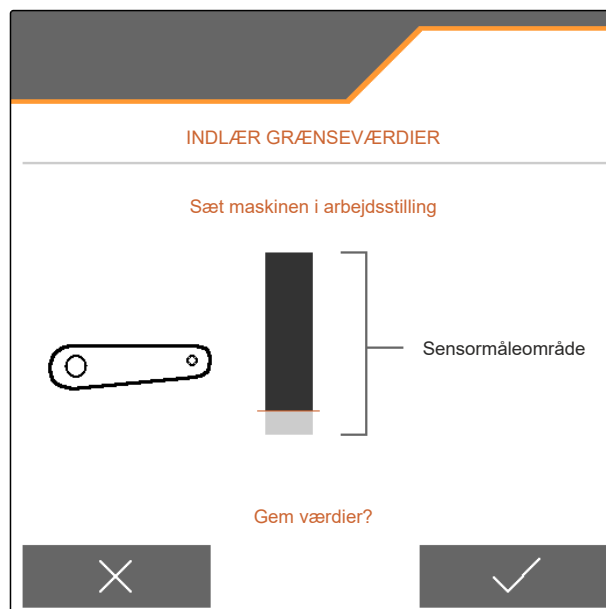 INDLÆR GRÆNSEVÆRDIER
Sæt maskinen i arbejdsstilling
Sensormåleområde
Gem værdier?